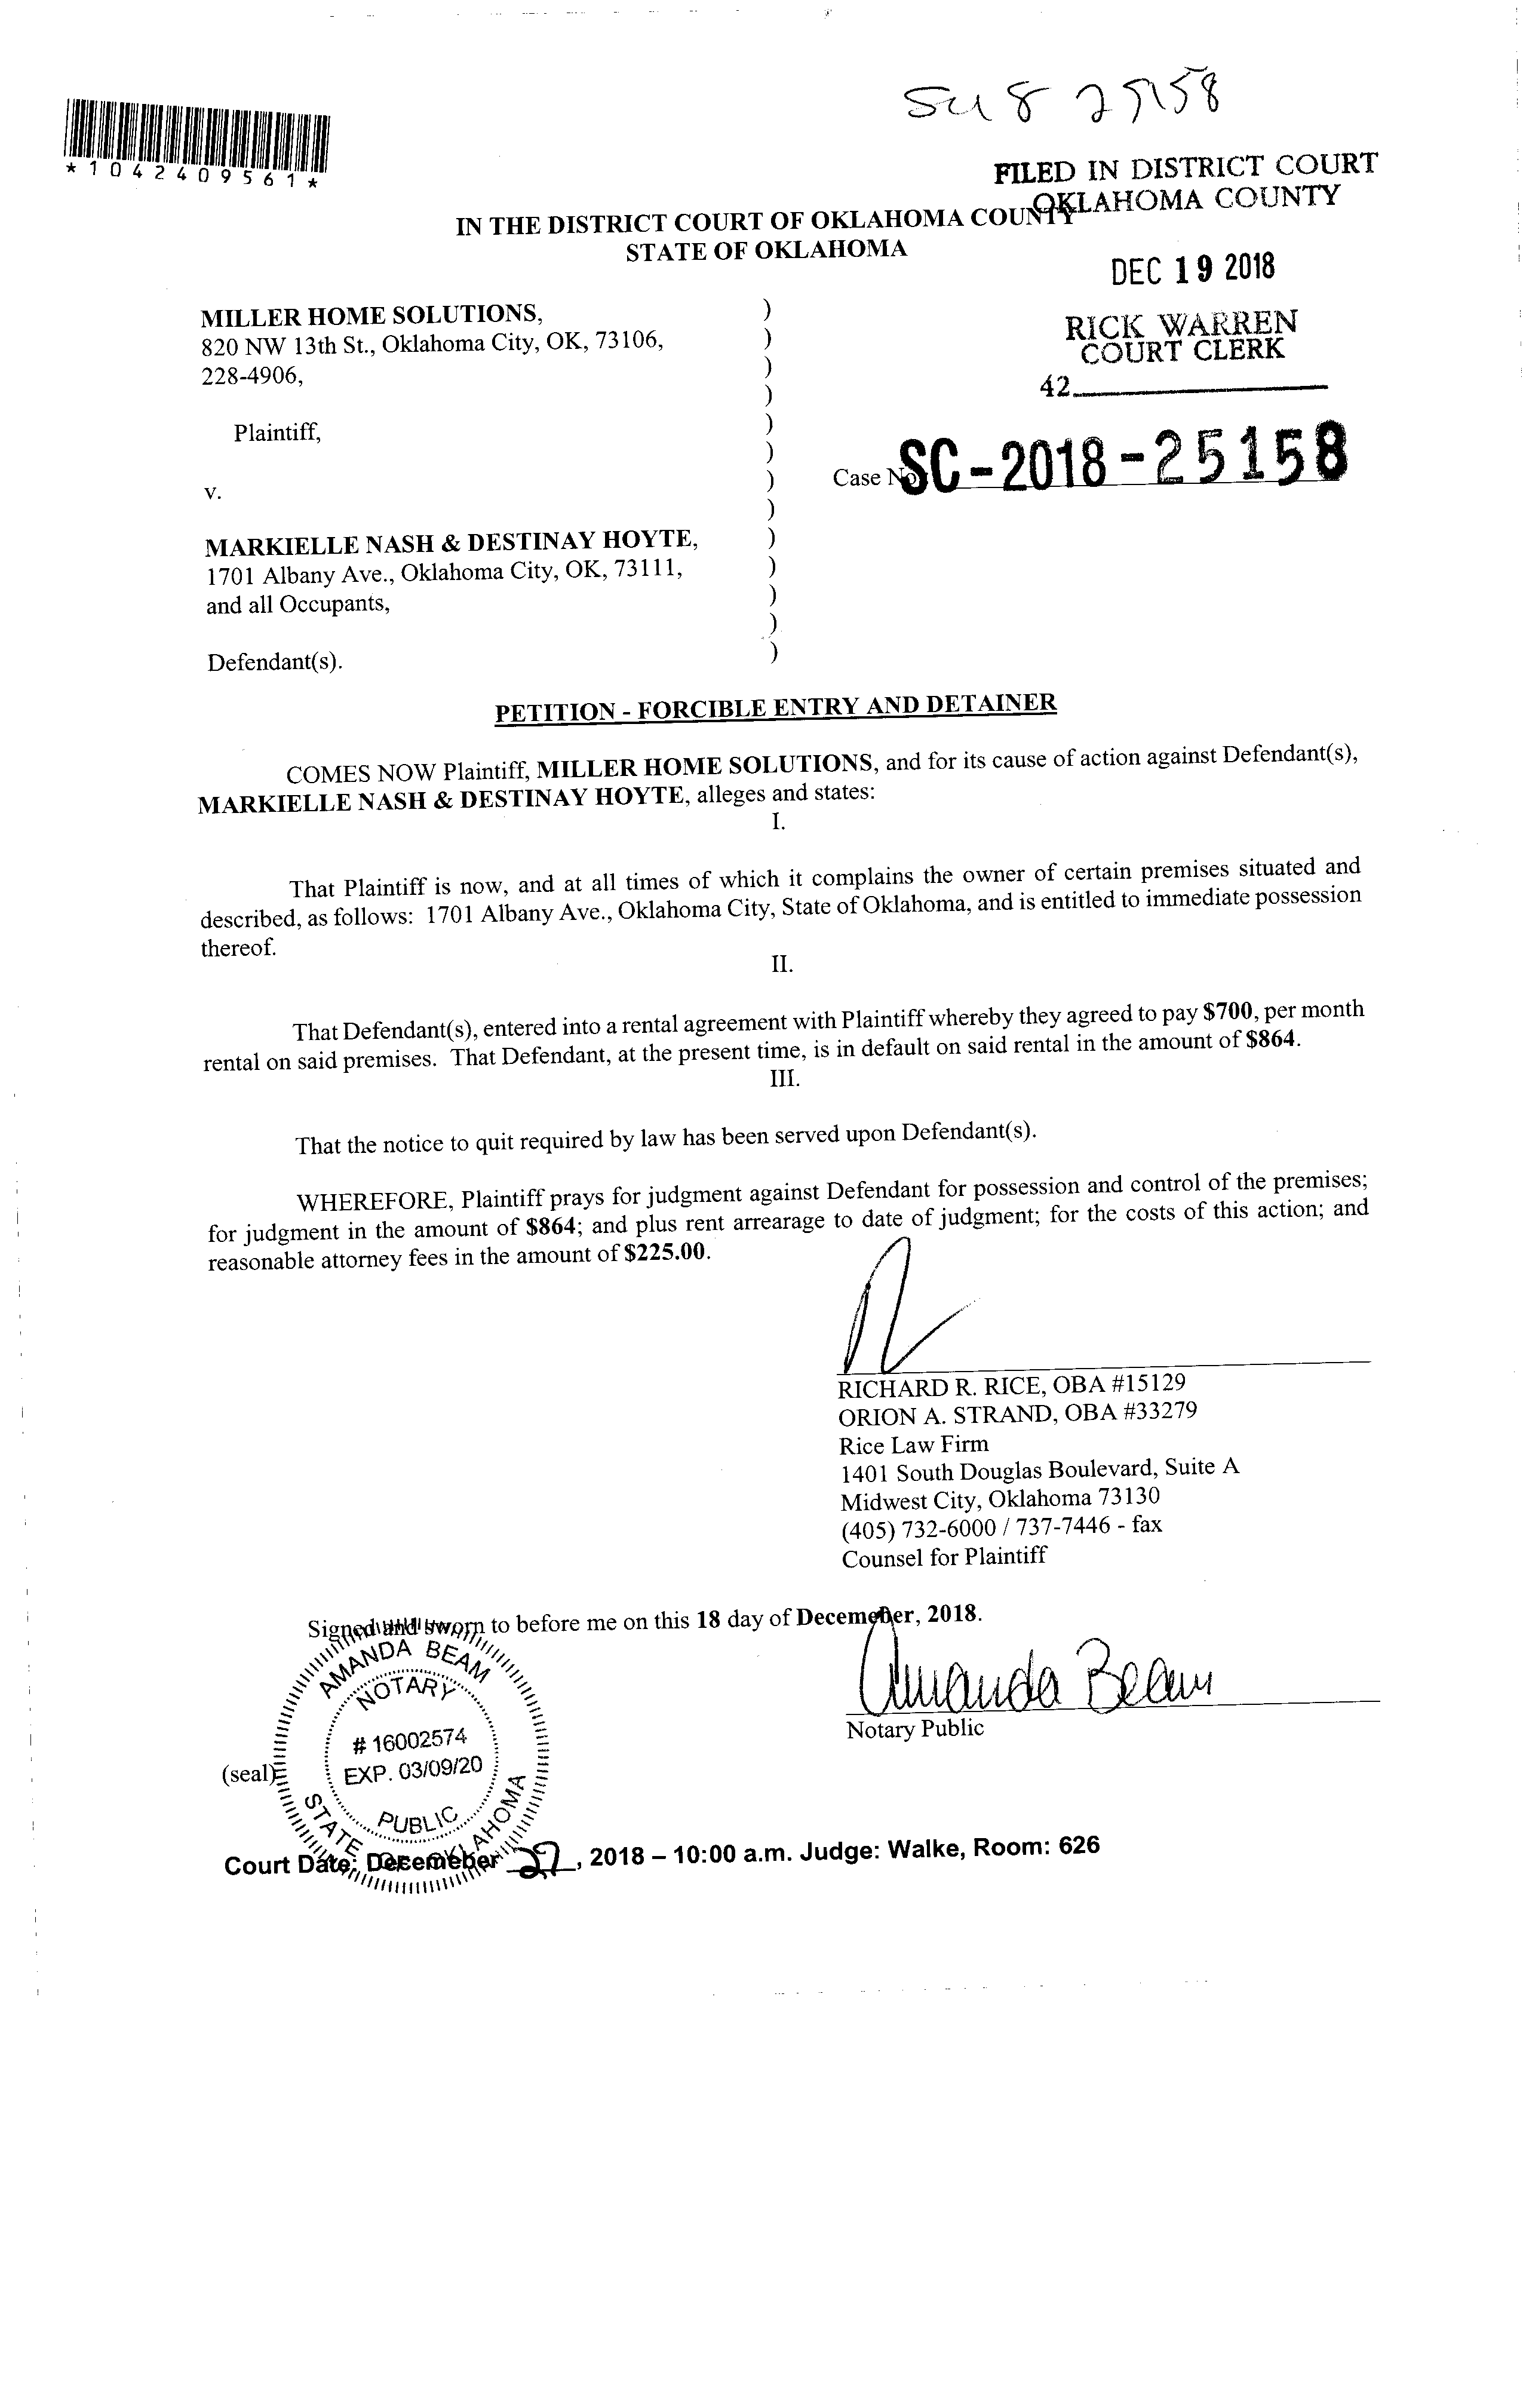 *1042409561*
FILED IN DISTRICT COURT
OKLAHOMA COUNTY
IN THE DISTRICT COURT OF OKLAHOMA COUNTY
STATE OF OKLAHOMA
DEC 19 2018
RICK WARREN
COURT CLERK
42
MILLER HOME SOLUTIONS, )
820 NW 13th St., Oklahoma City, OK, 73106, )
228-4906, )
)
Plaintiff, )
)
Case No. SC-2018-25158
v. )
)
MARKIELLE NASH & DESTINAY HOYTE, )
1701 Albany Ave., Oklahoma City, OK, 73111, )
and all Occupants, )
)
Defendant(s). )
PETITION - FORCIBLE ENTRY AND DETAINER
COMES NOW Plaintiff, MILLER HOME SOLUTIONS, and for its cause of action against Defendant(s),
MARKIELLE NASH & DESTINAY HOYTE, alleges and states:
I.
That Plaintiff is now, and at all times of which it complains the owner of certain premises situated and
described, as follows: 1701 Albany Ave., Oklahoma City, State of Oklahoma, and is entitled to immediate possession
thereof.
II.
That Defendant(s), entered into a rental agreement with Plaintiff whereby they agreed to pay $700, per month
rental on said premises. That Defendant, at the present time, is in default on said rental in the amount of $864.
III.
That the notice to quit required by law has been served upon Defendant(s).
WHEREFORE, Plaintiff prays for judgment against Defendant for possession and control of the premises;
for judgment in the amount of $864; and plus rent arrearage to date of judgment; for the costs of this action; and
reasonable attorney fees in the amount of $225.00.
RICHARD R. RICE, OBA #15129
ORION A. STRAND, OBA #33279
Rice Law Firm
1401 South Douglas Boulevard, Suite A
Midwest City, Oklahoma 73130
(405) 732-6000 / 737-7446 - fax
Counsel for Plaintiff
Signed and sworn to before me on this 18 day of Decemeber, 2018.
Amanda Beam
Notary Public
AMANDA BEAM
NOTARY
# 16002574
EXP. 03/09/20
PUBLIC
STATE OF OKLAHOMA
(seal)
Court Date: Decemeber 27, 2018 – 10:00 a.m. Judge: Walke, Room: 626